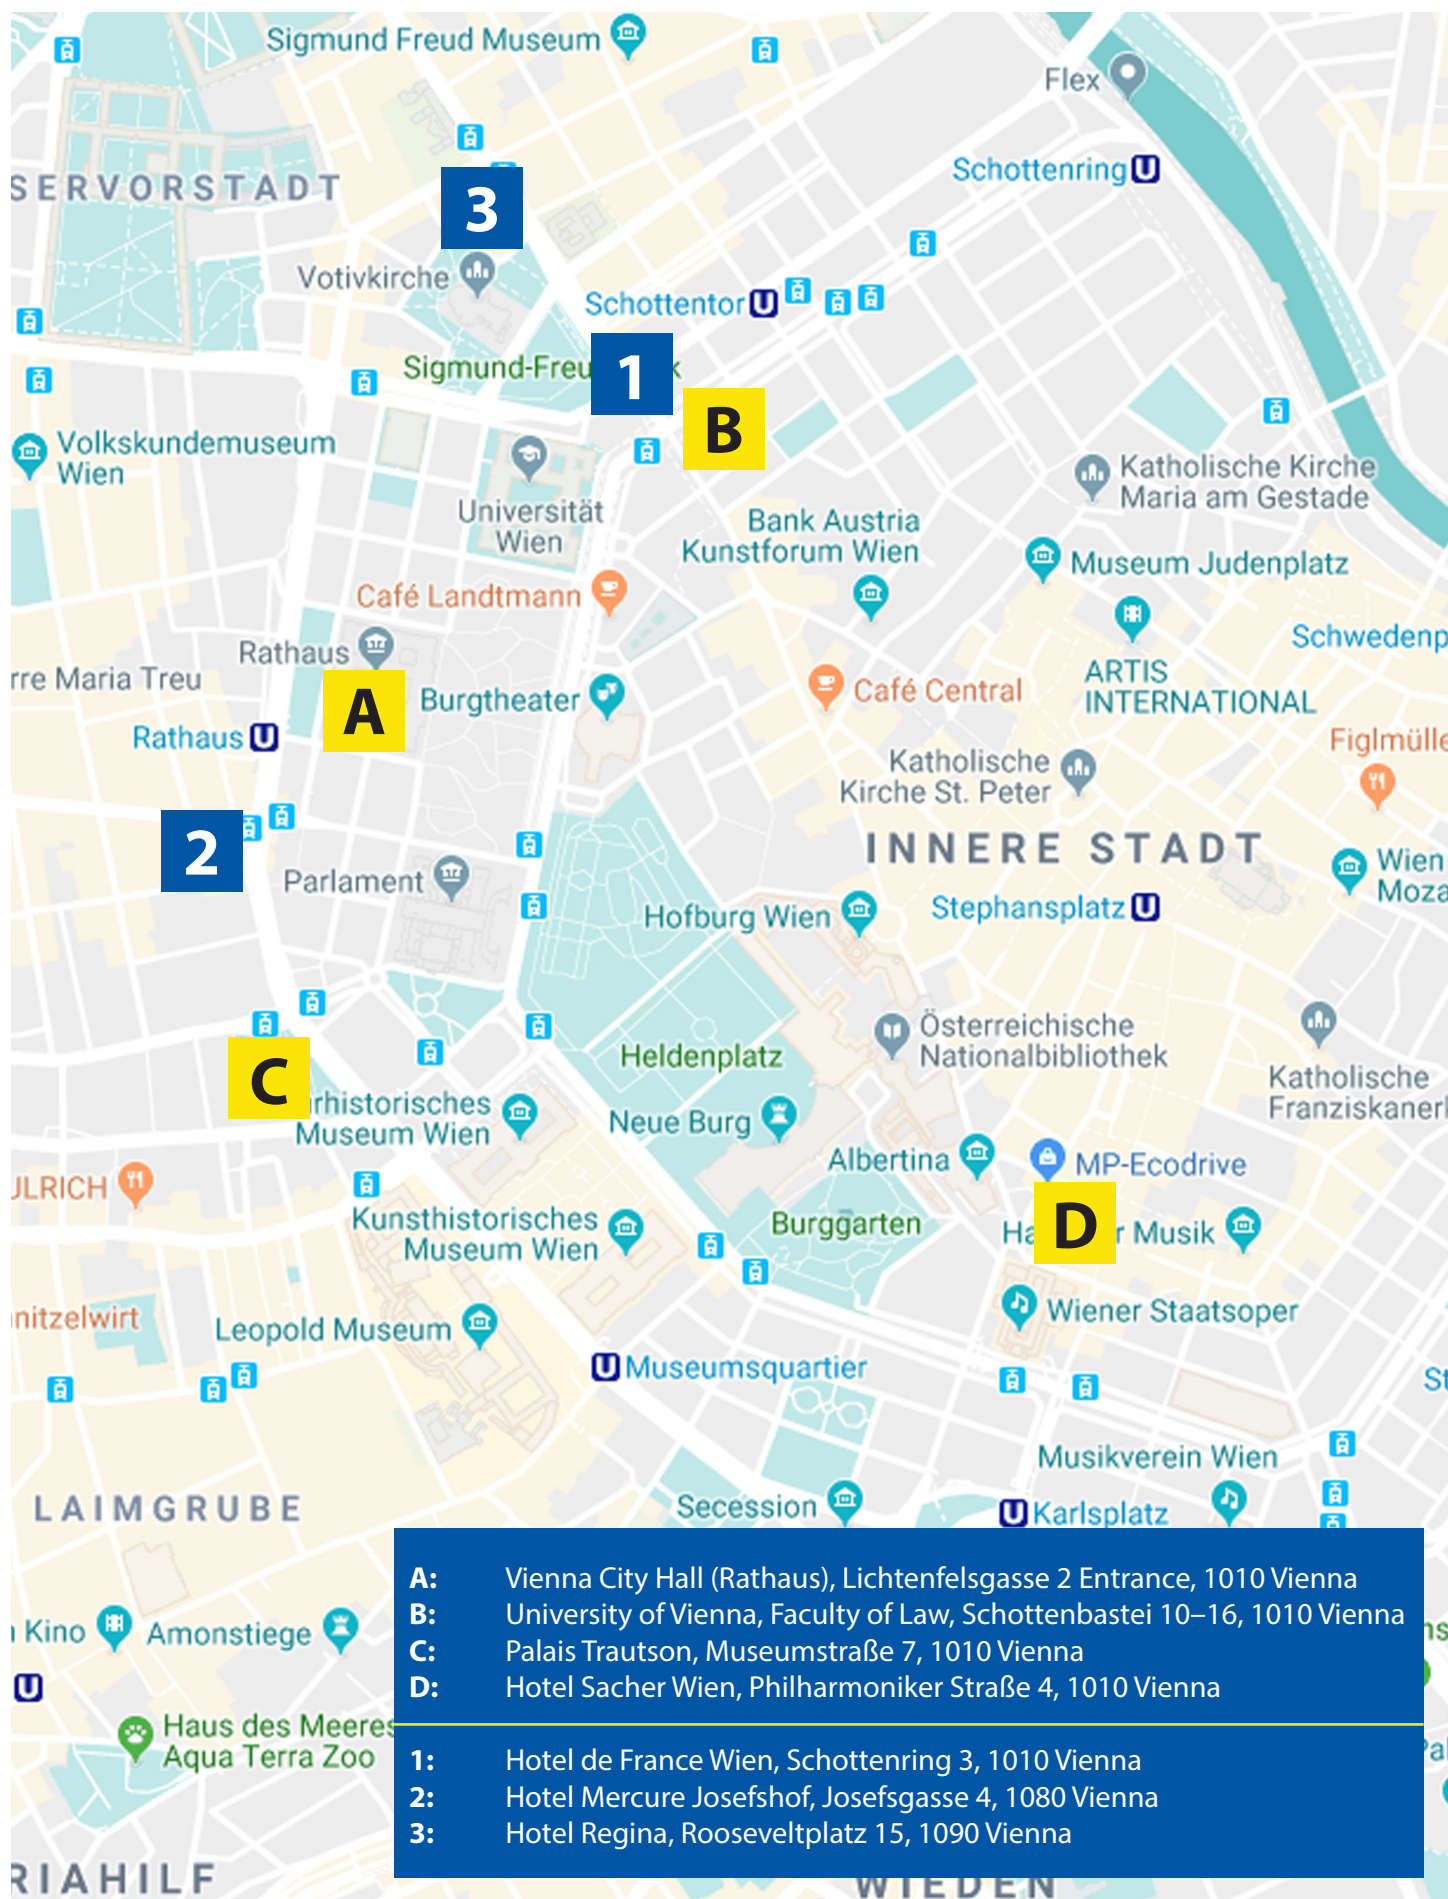 Sigmund Freud Museum
Flex
SERVORSTADT
3
Schottenring U
Votivkirche
Schottentor U
Sigmund-Freu
k
1
B
Volkskundemuseum
Wien
Universität
Wien
Katholische Kirche
Maria am Gestade
Bank Austria
Kunstforum Wien
Museum Judenplatz
Café Landtmann
ARTIS
INTERNATIONAL
Schwedenp
Rathaus
rre Maria Treu
A
Burgtheater
Café Central
Rathaus U
Figlmülle
Katholische
Kirche St. Peter
2
INNERE STADT
Parlament
Wien
Moza
Hofburg Wien
Stephansplatz U
Österreichische
Nationalbibliothek
Heldenplatz
C
rhistorisches
Museum Wien
Neue Burg
Katholische
Franziskanerk
Albertina
MP-Ecodrive
JLRICH
Kunsthistorisches
Museum Wien
Burggarten
Ha
D
r Musik
nitzelwirt
Leopold Museum
Wiener Staatsoper
U Museumsquartier
St
Musikverein Wien
LAIMGRUBE
Secession
U Karlsplatz
A: Vienna City Hall (Rathaus), Lichtenfelsgasse 2 Entrance, 1010 Vienna
B: University of Vienna, Faculty of Law, Schottenbastei 10–16, 1010 Vienna
C: Palais Trautson, Museumstraße 7, 1010 Vienna
D: Hotel Sacher Wien, Philharmoniker Straße 4, 1010 Vienna
1: Hotel de France Wien, Schottenring 3, 1010 Vienna
2: Hotel Mercure Josefshof, Josefsgasse 4, 1080 Vienna
3: Hotel Regina, Rooseveltplatz 15, 1090 Vienna
Kino
Amonstiege
ns
U
Haus des Meeres
Aqua Terra Zoo
al
RIAHILF
WIEDEN